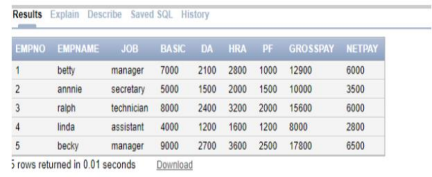 Results Explain Describe Saved SQL History
EMPNO EMPNAME JOB BASIC DA HRA PF GROSSPAY NETPAY
1 betty manager 7000 2100 2800 1000 12900 6000
2 annnie secretary 5000 1500 2000 1500 10000 3500
3 ralph technician 8000 2400 3200 2000 15600 6000
4 linda assistant 4000 1200 1600 1200 8000 2800
5 becky manager 9000 2700 3600 2500 17800 6500
5 rows returned in 0.01 seconds Download